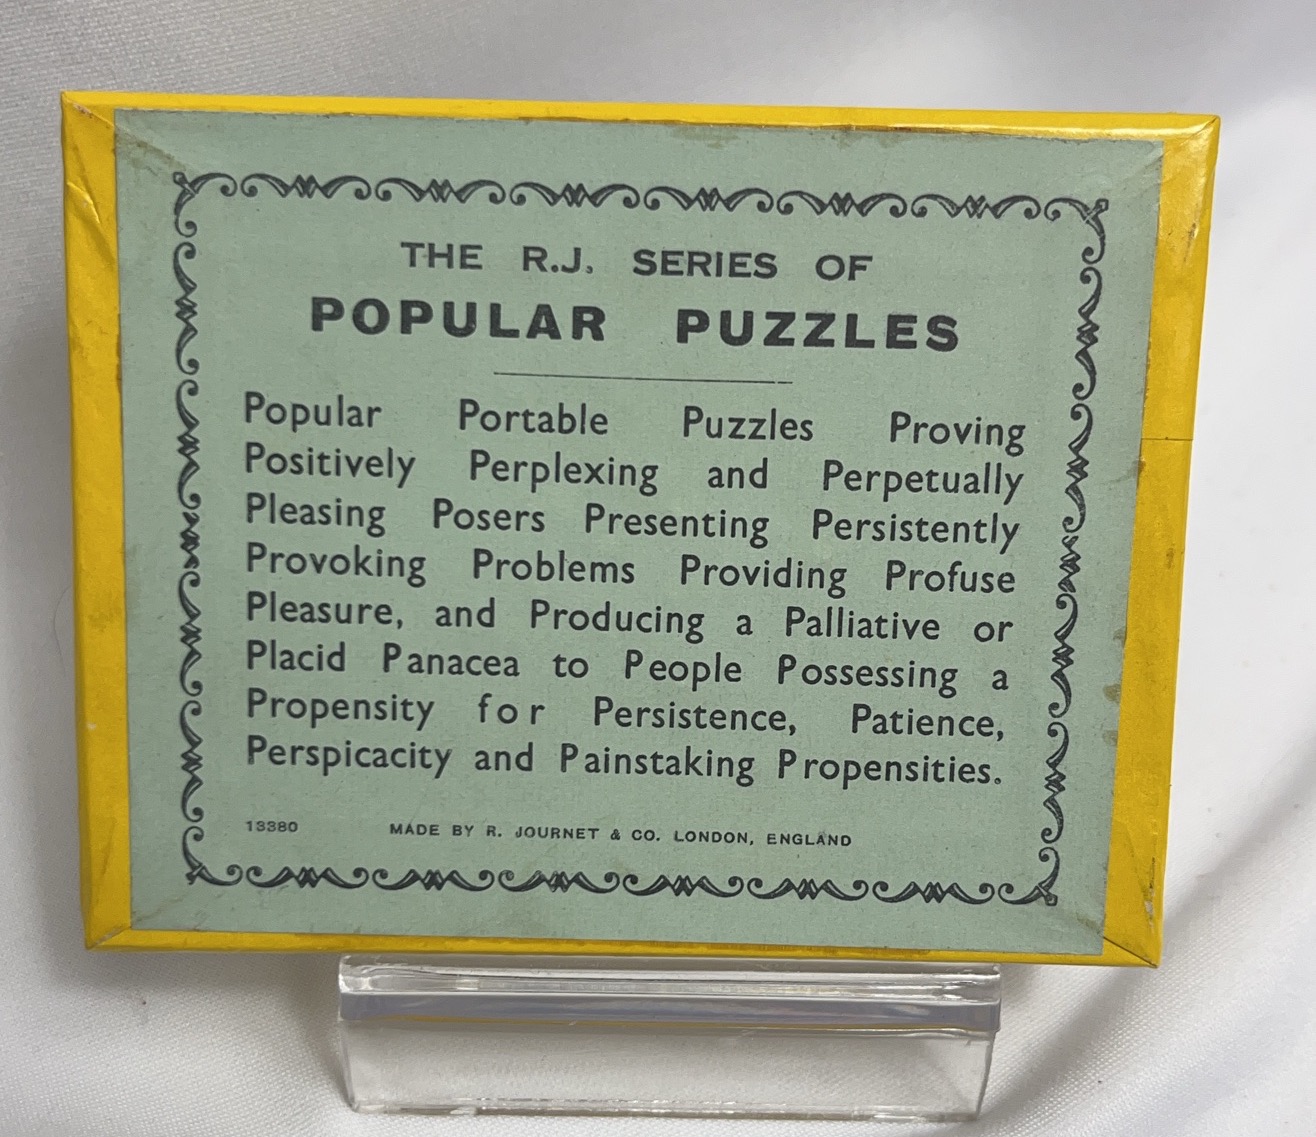 THE R.J. SERIES OF
POPULAR PUZZLES
Popular Portable Puzzles Proving
Positively Perplexing and Perpetually
Pleasing Posers Presenting Persistently
Provoking Problems Providing Profuse
Pleasure, and Producing a Palliative or
Placid Panacea to People Possessing a
Propensity for Persistence, Patience,
Perspicacity and Painstaking Propensities.
13380 MADE BY R. JOURNET & CO. LONDON, ENGLAND